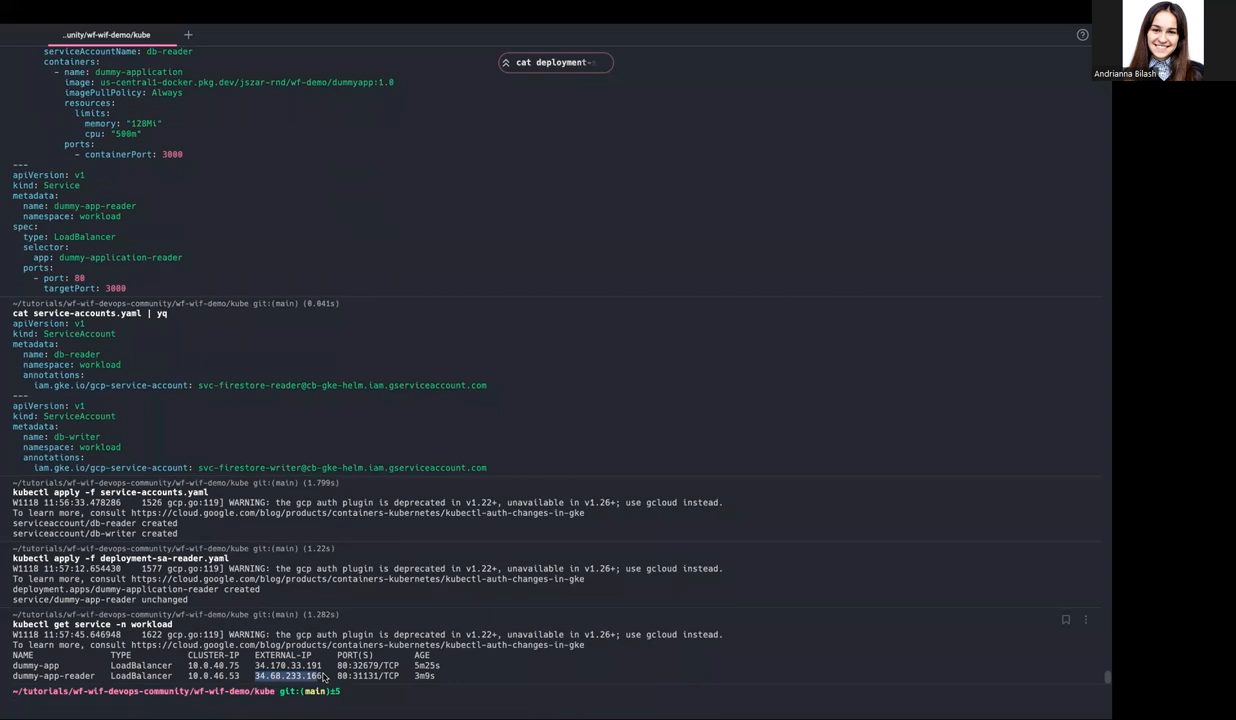 ..unity/wf-wif-demo/kube
serviceAccountName: db-reader
cat deployment-s
containers:
- name: dummy-application
image: us-central1-docker.pkg.dev/jszar-rnd/wf-demo/dummyapp:1.0
imagePullPolicy: Always
resources:
limits:
memory: "128Mi"
cpu: "500m"
ports:
- containerPort: 3000
---
apiVersion: v1
kind: Service
metadata:
name: dummy-app-reader
namespace: workload
spec:
type: LoadBalancer
selector:
app: dummy-application-reader
ports:
- port: 80
targetPort: 3000
~/tutorials/wf-wif-devops-community/wf-wif-demo/kube git:(main) (0.041s)
cat service-accounts.yaml | yq
apiVersion: v1
kind: ServiceAccount
metadata:
name: db-reader
namespace: workload
annotations:
iam.gke.io/gcp-service-account: svc-firestore-reader@cb-gke-helm.iam.gserviceaccount.com
---
apiVersion: v1
kind: ServiceAccount
metadata:
name: db-writer
namespace: workload
annotations:
iam.gke.io/gcp-service-account: svc-firestore-writer@cb-gke-helm.iam.gserviceaccount.com
~/tutorials/wf-wif-devops-community/wf-wif-demo/kube git:(main) (1.799s)
kubectl apply -f service-accounts.yaml
W1118 11:56:33.478286 1526 gcp.go:119] WARNING: the gcp auth plugin is deprecated in v1.22+, unavailable in v1.26+; use gcloud instead.
To learn more, consult https://cloud.google.com/blog/products/containers-kubernetes/kubectl-auth-changes-in-gke
serviceaccount/db-reader created
serviceaccount/db-writer created
~/tutorials/wf-wif-devops-community/wf-wif-demo/kube git:(main) (1.22s)
kubectl apply -f deployment-sa-reader.yaml
W1118 11:57:12.654430 1577 gcp.go:119] WARNING: the gcp auth plugin is deprecated in v1.22+, unavailable in v1.26+; use gcloud instead.
To learn more, consult https://cloud.google.com/blog/products/containers-kubernetes/kubectl-auth-changes-in-gke
deployment.apps/dummy-application-reader created
service/dummy-app-reader unchanged
~/tutorials/wf-wif-devops-community/wf-wif-demo/kube git:(main) (1.282s)
kubectl get service -n workload
W1118 11:57:45.646948 1622 gcp.go:119] WARNING: the gcp auth plugin is deprecated in v1.22+, unavailable in v1.26+; use gcloud instead.
To learn more, consult https://cloud.google.com/blog/products/containers-kubernetes/kubectl-auth-changes-in-gke
NAME TYPE CLUSTER-IP EXTERNAL-IP PORT(S) AGE
dummy-app LoadBalancer 10.0.40.75 34.170.33.191 80:32679/TCP 5m25s
dummy-app-reader LoadBalancer 10.0.46.53 34.68.233.166 80:31131/TCP 3m9s
~/tutorials/wf-wif-devops-community/wf-wif-demo/kube git:(main)±5
Andrianna Bilash